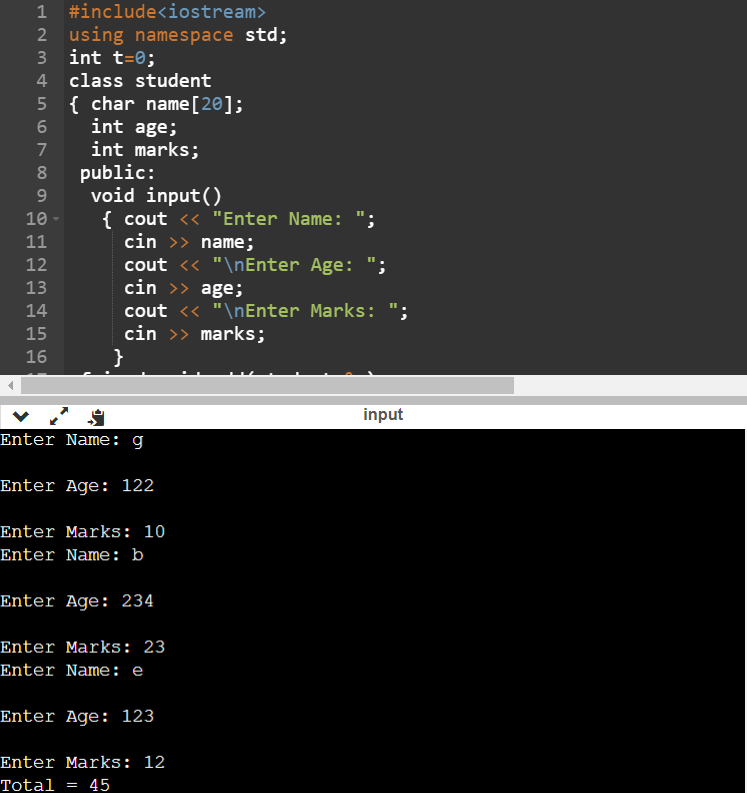 1 #include<iostream>
2 using namespace std;
3 int t=0;
4 class student
5 { char name[20];
6 int age;
7 int marks;
8 public:
9 void input()
10 { cout << "Enter Name: ";
11 cin >> name;
12 cout << "\nEnter Age: ";
13 cin >> age;
14 cout << "\nEnter Marks: ";
15 cin >> marks;
16 }
input
Enter Name: g
Enter Age: 122
Enter Marks: 10
Enter Name: b
Enter Age: 234
Enter Marks: 23
Enter Name: e
Enter Age: 123
Enter Marks: 12
Total = 45